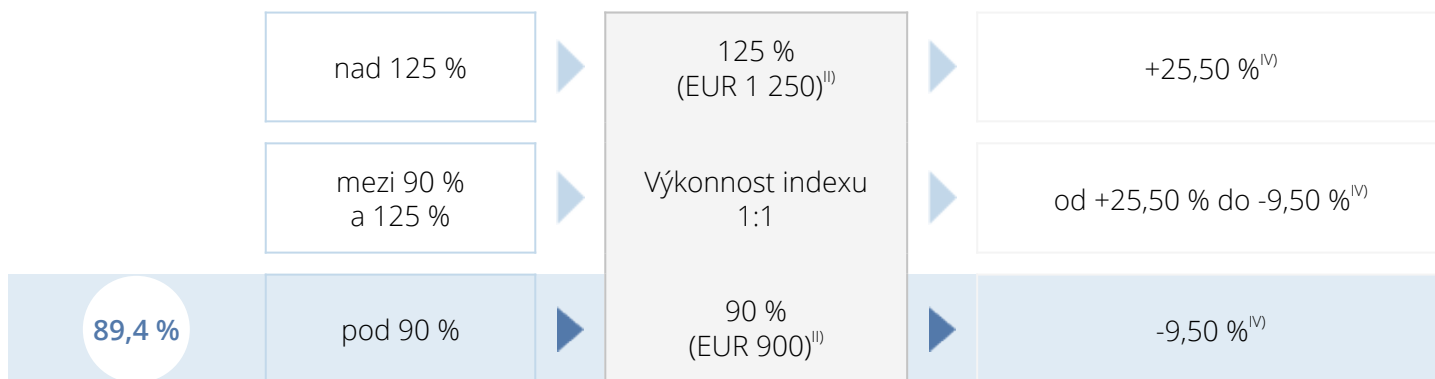 nad 125 %
125 %
(EUR 1 250)II)
+25,50 %IV)
mezi 90 %
a 125 %
Výkonnost indexu
1:1
od +25,50 % do -9,50 %IV)
89,4 %
pod 90 %
90 %
(EUR 900)II)
-9,50 %IV)